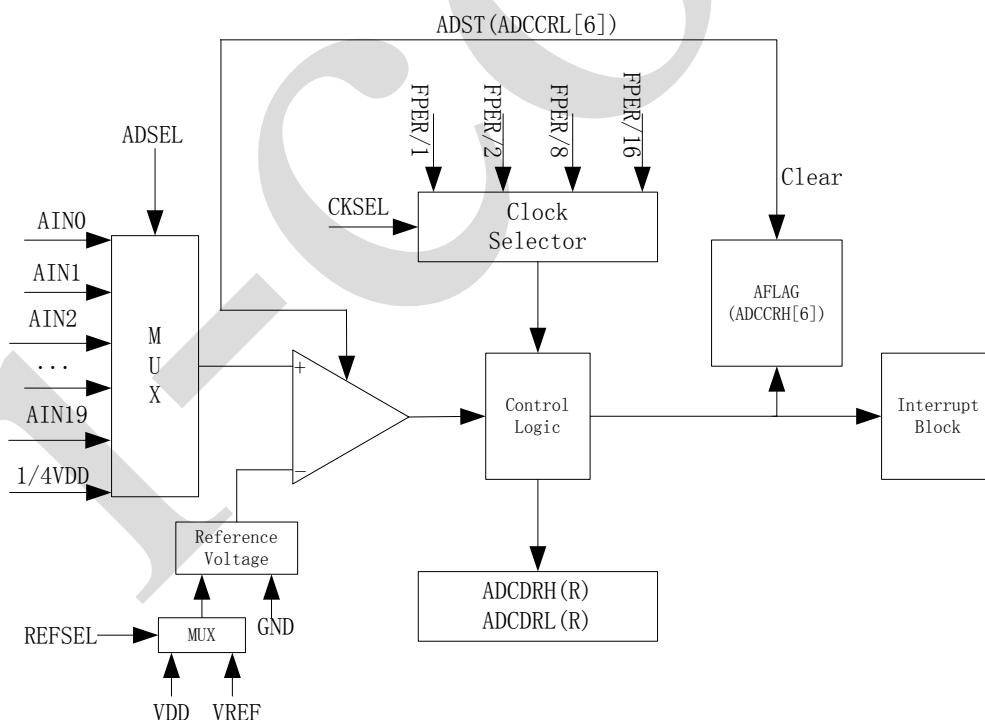 ADST(ADCCRL[6])
FPER/1
FPER/2
FPER/8
FPER/16
ADSEL
CKSEL
Clock
Selector
Clear
AIN0
AIN1
AIN2
...
AIN19
1/4VDD
M
U
X
+
−
AFLAG
(ADCCRH[6])
Control
Logic
Interrupt
Block
Reference
Voltage
ADCDRH(R)
ADCDRL(R)
REFSEL
MUX
GND
VDD
VREF